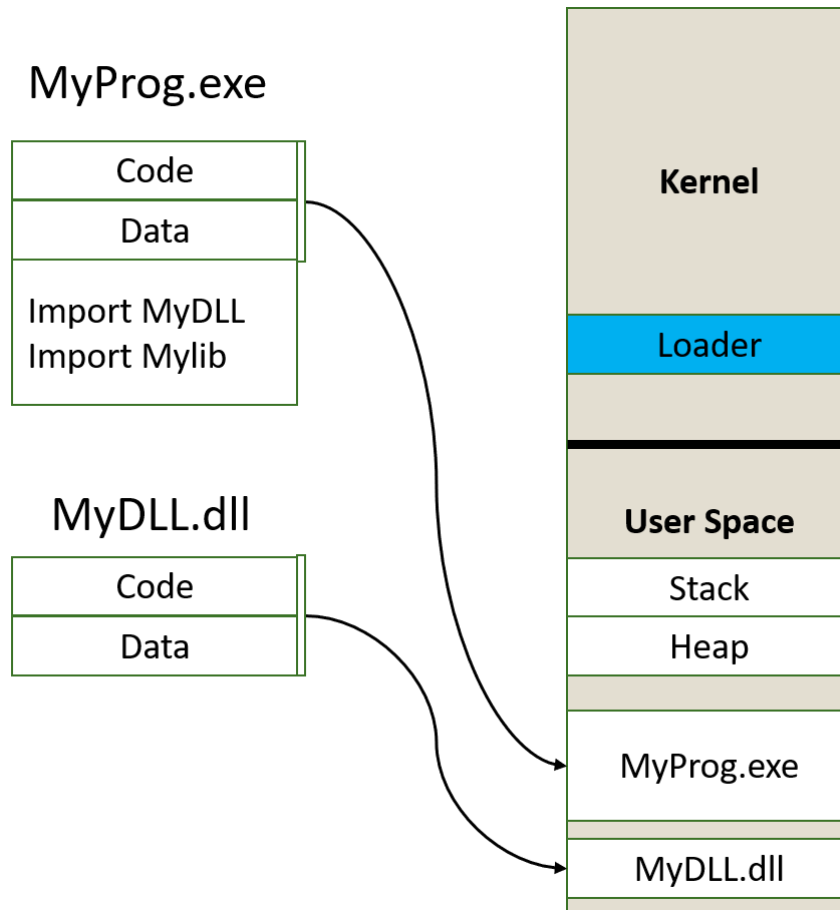 MyProg.exe
Code
Data
Import MyDLL
Import Mylib
MyDLL.dll
Code
Data
Kernel
Loader
User Space
Stack
Heap
MyProg.exe
MyDLL.dll